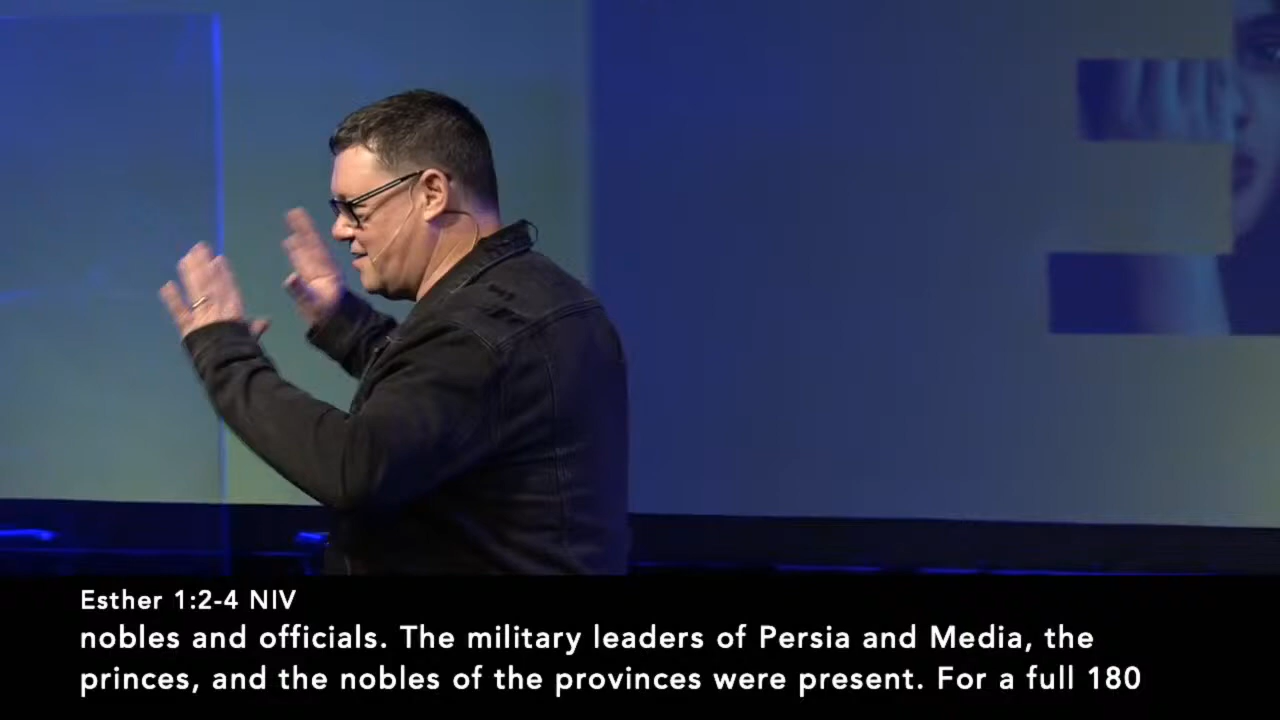 Esther 1:2-4 NIV
nobles and officials. The military leaders of Persia and Media, the
princes, and the nobles of the provinces were present. For a full 180